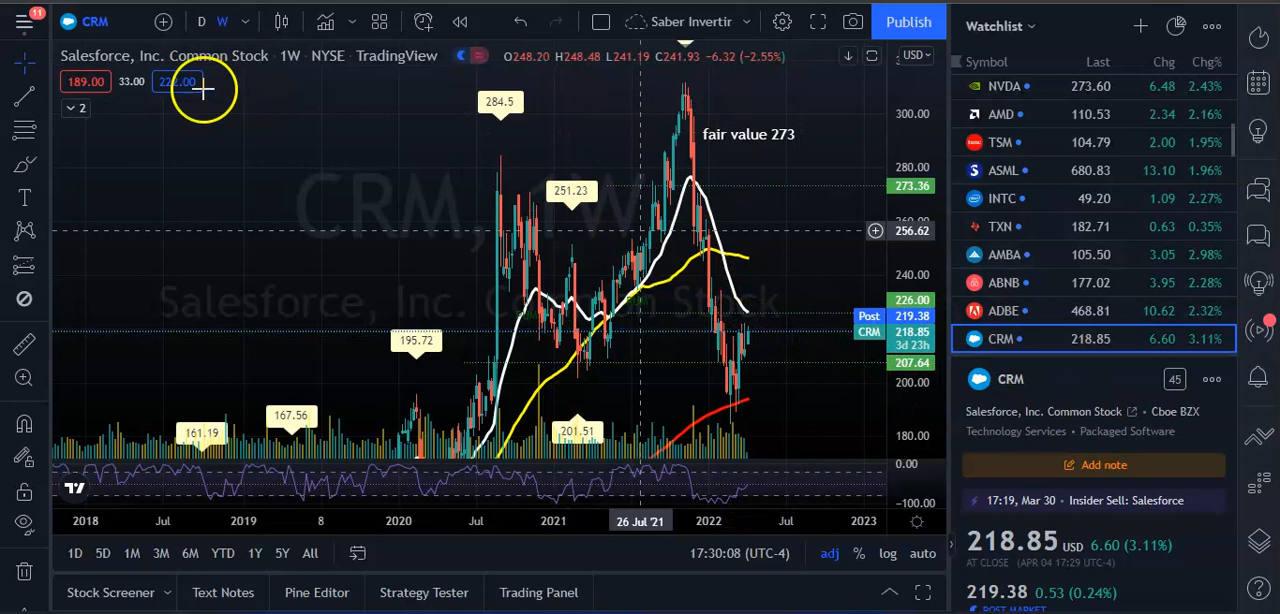 11
CRM
D W
Saber Invertir
Publish
Salesforce, Inc. Common Stock · 1W · NYSE · TradingView
O248.20 H248.48 L241.19 C241.93 −6.32 (−2.55%)
USD
189.00 33.00 222.00
2
CRM, 1W
Salesforce, Inc. Common Stock
284.5
fair value 273
251.23
195.72
167.56
161.19
201.51
300.00
280.00
273.36
260.00
256.62
240.00
226.00
Post 219.38
CRM 218.85
3d 23h
207.64
200.00
180.00
0.00
−100.00
2018 Jul 2019 8 2020 Jul 2021 26 Jul '21 2022 Jul 2023
1D 5D 1M 3M 6M YTD 1Y 5Y All
17:30:08 (UTC-4) adj % log auto
Stock Screener Text Notes Pine Editor Strategy Tester Trading Panel
Watchlist
Symbol Last Chg Chg%
NVDA 273.60 6.48 2.43%
AMD 110.53 2.34 2.16%
TSM 104.79 2.00 1.95%
ASML 680.83 13.10 1.96%
INTC 49.20 1.09 2.27%
TXN 182.71 0.63 0.35%
AMBA 105.50 3.05 2.98%
ABNB 177.02 3.95 2.28%
ADBE 468.81 10.62 2.32%
CRM 218.85 6.60 3.11%
CRM
45
Salesforce, Inc. Common Stock • Cboe BZX
Technology Services • Packaged Software
Add note
17:19, Mar 30 • Insider Sell: Salesforce
218.85 USD 6.60 (3.11%)
AT CLOSE (APR 04 17:29 UTC-4)
219.38 0.53 (0.24%)
POST MARKET